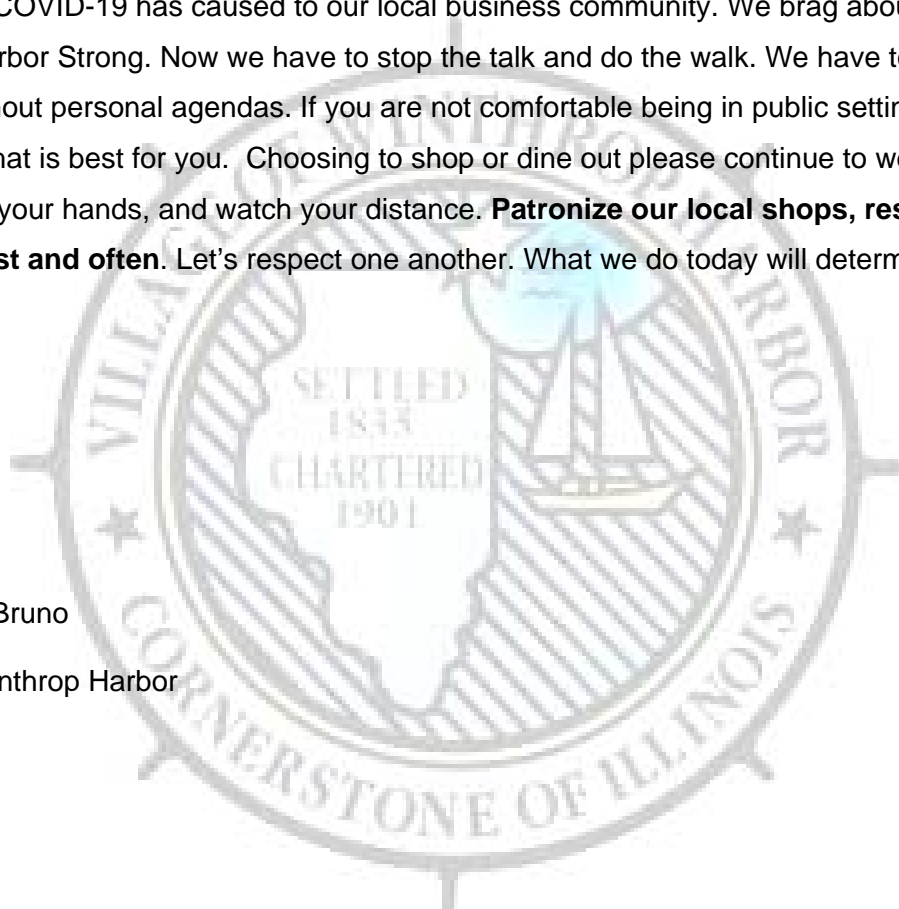 COVID-19 has caused to our local business community. We brag abou
rbor Strong. Now we have to stop the talk and do the walk. We have to
hout personal agendas. If you are not comfortable being in public settin
hat is best for you.  Choosing to shop or dine out please continue to we
your hands, and watch your distance. Patronize our local shops, res
st and often. Let’s respect one another. What we do today will determ
VILLAGE OF WINTHROP HARBOR
SETTLED
1835
CHARTERED
1901
Bruno
nthrop Harbor
CORNERSTONE OF ILLINOIS